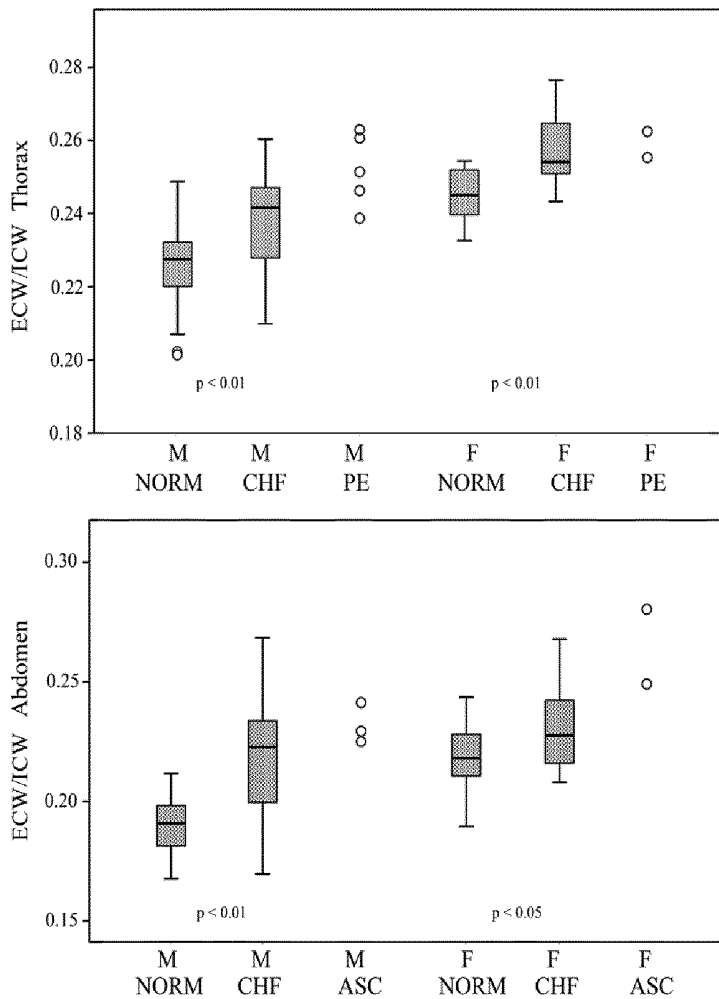 ECW/ICW Thorax
0.28
0.26
0.24
0.22
0.20
0.18
p < 0.01 p < 0.01
M M M F F F
NORM CHF PE NORM CHF PE
ECW/ICW Abdomen
0.30
0.25
0.20
0.15
p < 0.01 p < 0.05
M M M F F F
NORM CHF ASC NORM CHF ASC